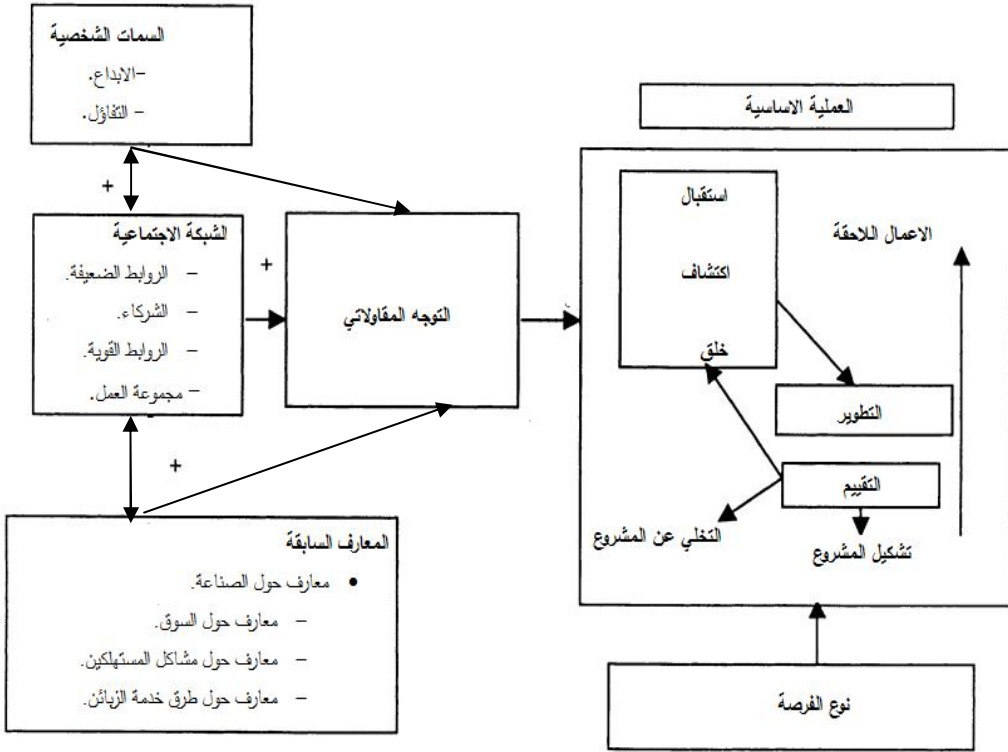 السمات الشخصية
-الابداع.
- التفاؤل.
+
الشبكة الاجتماعية
- الروابط الضعيفة.
- الشركاء.
- الروابط القوية.
- مجموعة العمل.
+
التوجه المقاولاتي
+
المعارف السابقة
• معارف حول الصناعة.
- معارف حول السوق.
- معارف حول مشاكل المستهلكين.
- معارف حول طرق خدمة الزبائن.
العملية الاساسية
استقبال
اكتشاف
خلق
الاعمال اللاحقة
التطوير
التقييم
التخلي عن المشروع
تشكيل المشروع
نوع الفرصة